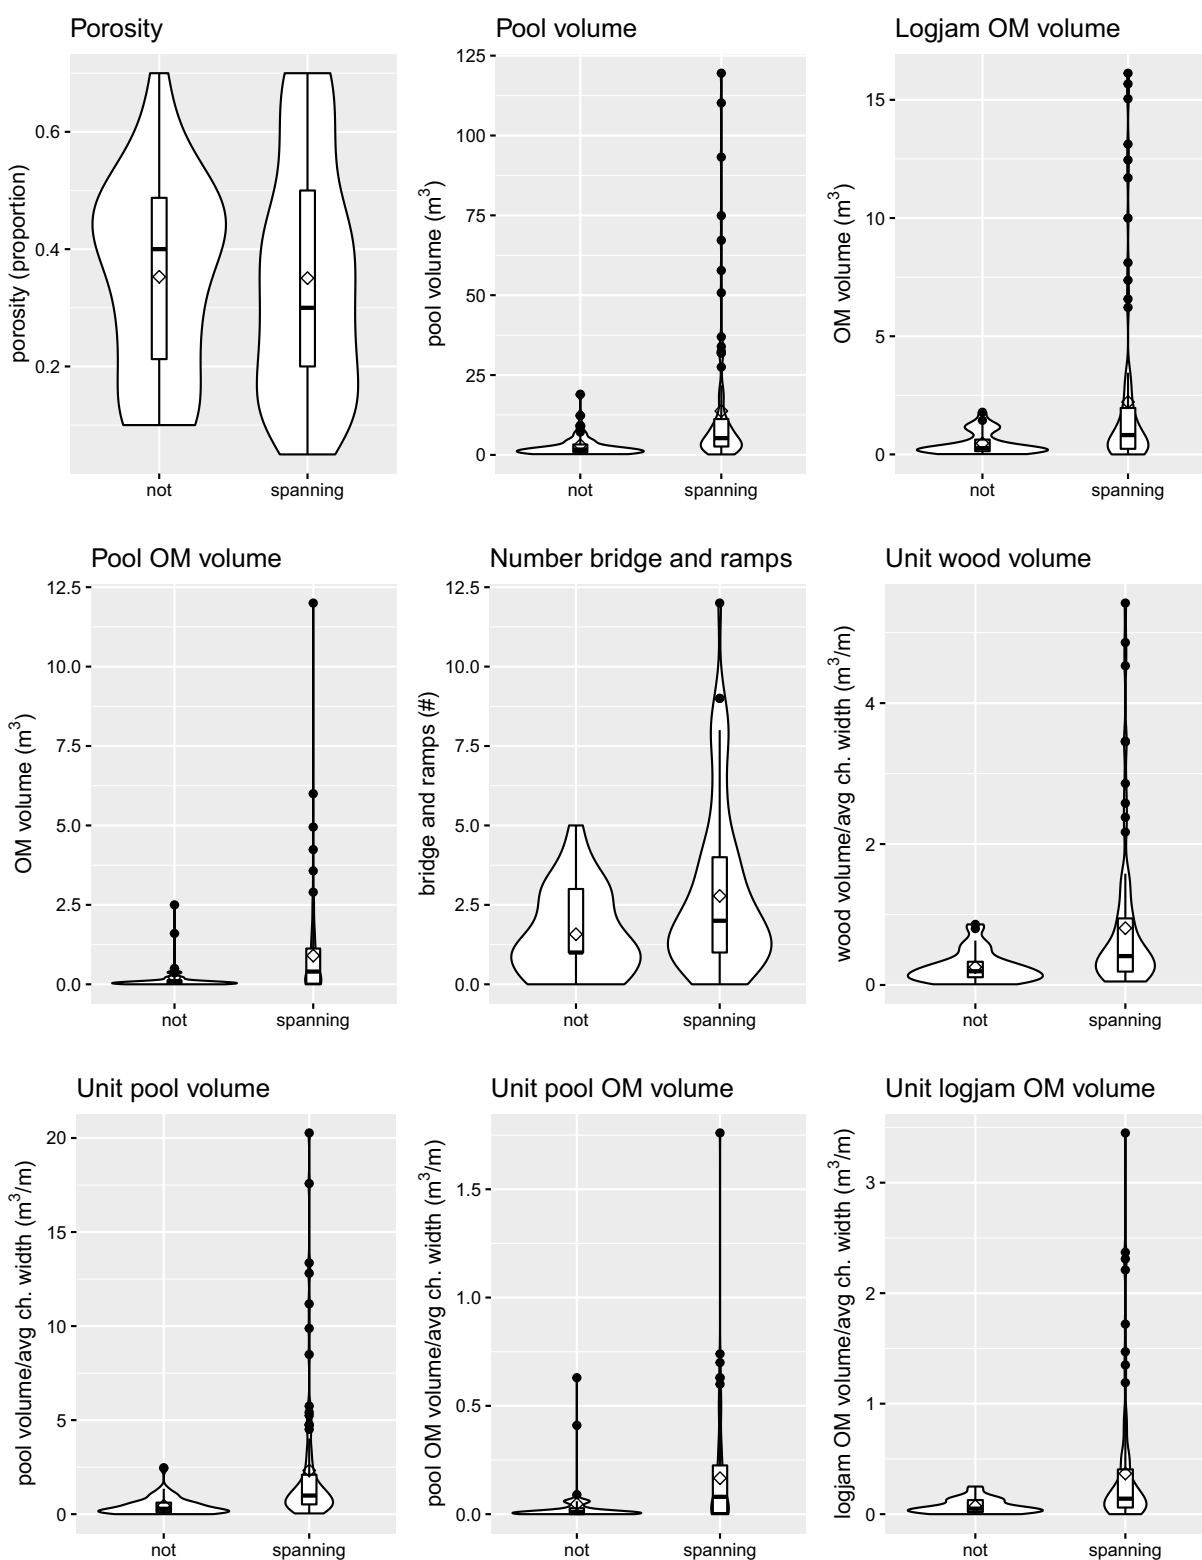 Porosity
porosity (proportion)
0.6
0.4
0.2
not spanning
Pool volume
pool volume (m³)
125
100
75
50
25
0
not spanning
Logjam OM volume
OM volume (m³)
15
10
5
0
not spanning
Pool OM volume
OM volume (m³)
12.5
10.0
7.5
5.0
2.5
0.0
not spanning
Number bridge and ramps
bridge and ramps (#)
12.5
10.0
7.5
5.0
2.5
0.0
not spanning
Unit wood volume
wood volume/avg ch. width (m³/m)
4
2
0
not spanning
Unit pool volume
pool volume/avg ch. width (m³/m)
20
15
10
5
0
not spanning
Unit pool OM volume
pool OM volume/avg ch. width (m³/m)
1.5
1.0
0.5
0.0
not spanning
Unit logjam OM volume
logjam OM volume/avg ch. width (m³/m)
3
2
1
0
not spanning